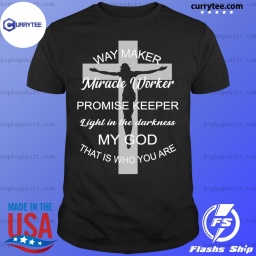 currytee.com
CURRYTEE
WAY MAKER
Miracle Worker
PROMISE KEEPER
Light in the darkness
MY GOD
THAT IS WHO YOU ARE
MADE IN THE
USA
FS
Flashs Shop